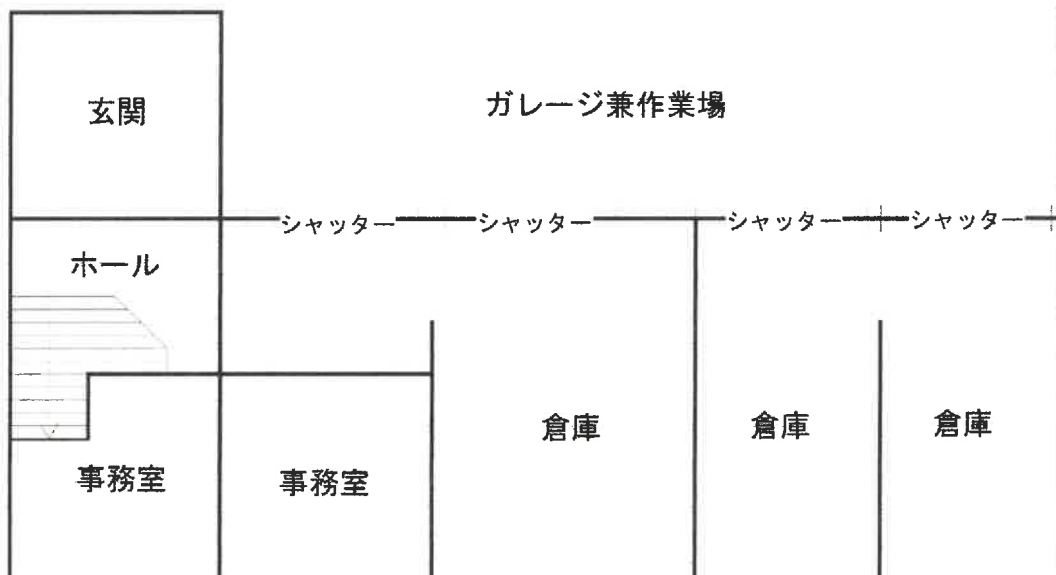 玄関
ガレージ兼作業場
シャッター
シャッター
シャッター
シャッター
ホール
倉庫
倉庫
倉庫
事務室
事務室